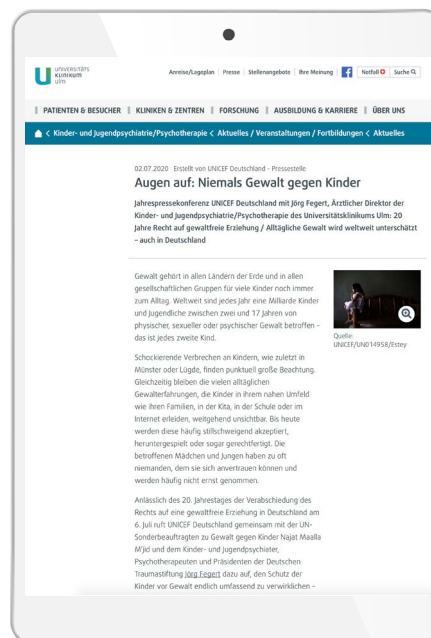 UNIVERSITÄTS
KLINIKUM
ulm
Anreise/Lageplan | Presse | Stellenangebote | Ihre Meinung
Notfall
Suche
PATIENTEN & BESUCHER
KLINIKEN & ZENTREN
FORSCHUNG
AUSBILDUNG & KARRIERE
ÜBER UNS
< Kinder- und Jugendpsychiatrie/Psychotherapie < Aktuelles / Veranstaltungen / Fortbildungen < Aktuelles
02.07.2020 Erstellt von UNICEF Deutschland - Pressestelle
Augen auf: Niemals Gewalt gegen Kinder
Jahrespressekonferenz UNICEF Deutschland mit Jörg Fegert, Ärztlicher Direktor der
Kinder- und Jugendpsychiatrie/Psychotherapie des Universitätsklinikums Ulm: 20
Jahre Recht auf gewaltfreie Erziehung / Alltägliche Gewalt wird weltweit unterschätzt
– auch in Deutschland
Gewalt gehört in allen Ländern der Erde und in allen
gesellschaftlichen Gruppen für viele Kinder noch immer
zum Alltag. Weltweit sind jedes Jahr eine Milliarde Kinder
und Jugendliche zwischen zwei und 17 Jahren von
physischer, sexueller oder psychischer Gewalt betroffen –
das ist jedes zweite Kind.
Quelle:
UNICEF/UN014958/Estey
Schockierende Verbrechen an Kindern, wie zuletzt in
Münster oder Lügde, finden punktuell große Beachtung.
Gleichzeitig bleiben die vielen alltäglichen
Gewalterfahrungen, die Kinder in ihrem nahen Umfeld
wie ihren Familien, in der Kita, in der Schule oder im
Internet erleiden, weitgehend unsichtbar. Bis heute
werden diese häufig stillschweigend akzeptiert,
heruntergespielt oder sogar gerechtfertigt. Die
betroffenen Mädchen und Jungen haben zu oft
niemanden, dem sie sich anvertrauen können und
werden häufig nicht ernst genommen.
Anlässlich des 20. Jahrestages der Verabschiedung des
Rechts auf eine gewaltfreie Erziehung in Deutschland am
6. Juli ruft UNICEF Deutschland gemeinsam mit der UN-
Sonderbeauftragten zu Gewalt gegen Kinder Najat Maalla
M'jid und dem Kinder- und Jugendpsychiater,
Psychotherapeuten und Präsidenten der Deutschen
Traumastiftung Jörg Fegert dazu auf, den Schutz der
Kinder vor Gewalt endlich umfassend zu verwirklichen –